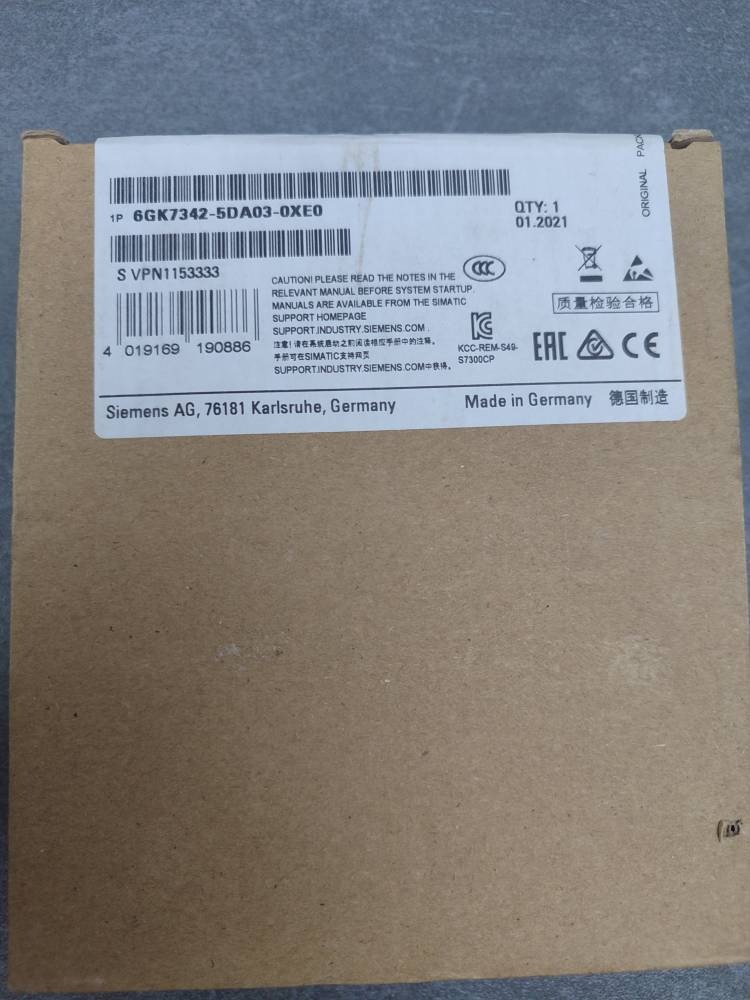 1P 6GK7342-5DA03-0XE0
QTY: 1
01.2021
ORIGINAL
S VPN1153333
CAUTION! PLEASE READ THE NOTES IN THE
RELEVANT MANUAL BEFORE SYSTEM STARTUP.
MANUALS ARE AVAILABLE FROM THE SIMATIC
SUPPORT HOMEPAGE
SUPPORT.INDUSTRY.SIEMENS.COM.
注意!请在系统启动之前阅读相应手册中的注释。
手册可在SIMATIC支持网页
SUPPORT.INDUSTRY.SIEMENS.COM中获得。
CCC
KCC-REM-S49-
S7300CP
质量检验合格
EAC CE
4 019169 190886
Siemens AG, 76181 Karlsruhe, Germany
Made in Germany 德国制造